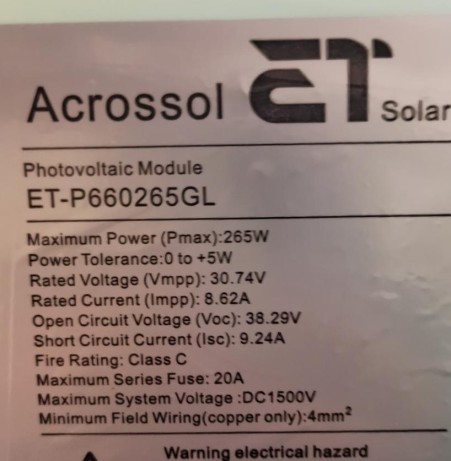 Acrossol ET Solar
Photovoltaic Module
ET-P660265GL
Maximum Power (Pmax):265W
Power Tolerance:0 to +5W
Rated Voltage (Vmpp): 30.74V
Rated Current (Impp): 8.62A
Open Circuit Voltage (Voc): 38.29V
Short Circuit Current (Isc): 9.24A
Fire Rating: Class C
Maximum Series Fuse: 20A
Maximum System Voltage :DC1500V
Minimum Field Wiring(copper only):4mm²
Warning electrical hazard